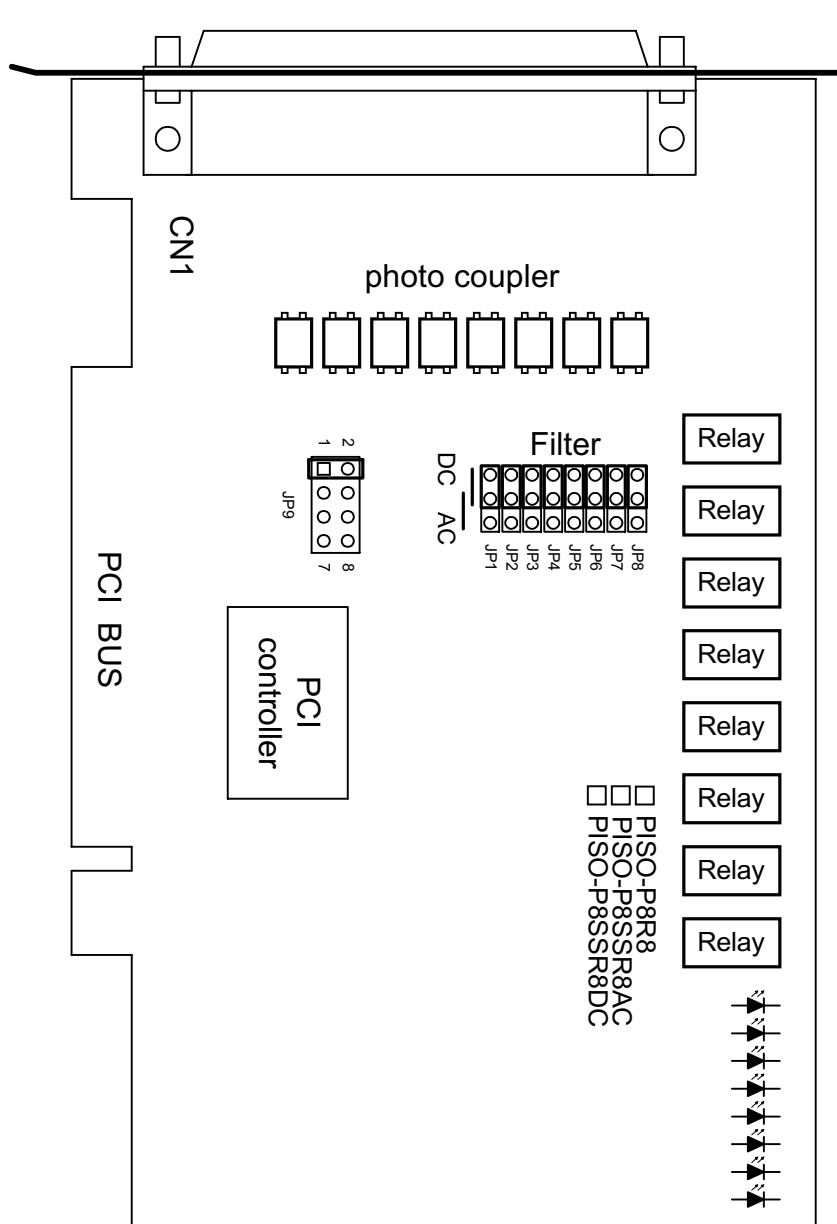 CN1
photo coupler
1 2
JP9
7 8
Filter
DC
AC
JP1 JP2 JP3 JP4 JP5 JP6 JP7 JP8
Relay
Relay
Relay
Relay
Relay
Relay
Relay
Relay
PCI BUS
PCI
controller
PISO-P8R8
PISO-P8SSR8AC
PISO-P8SSR8DC